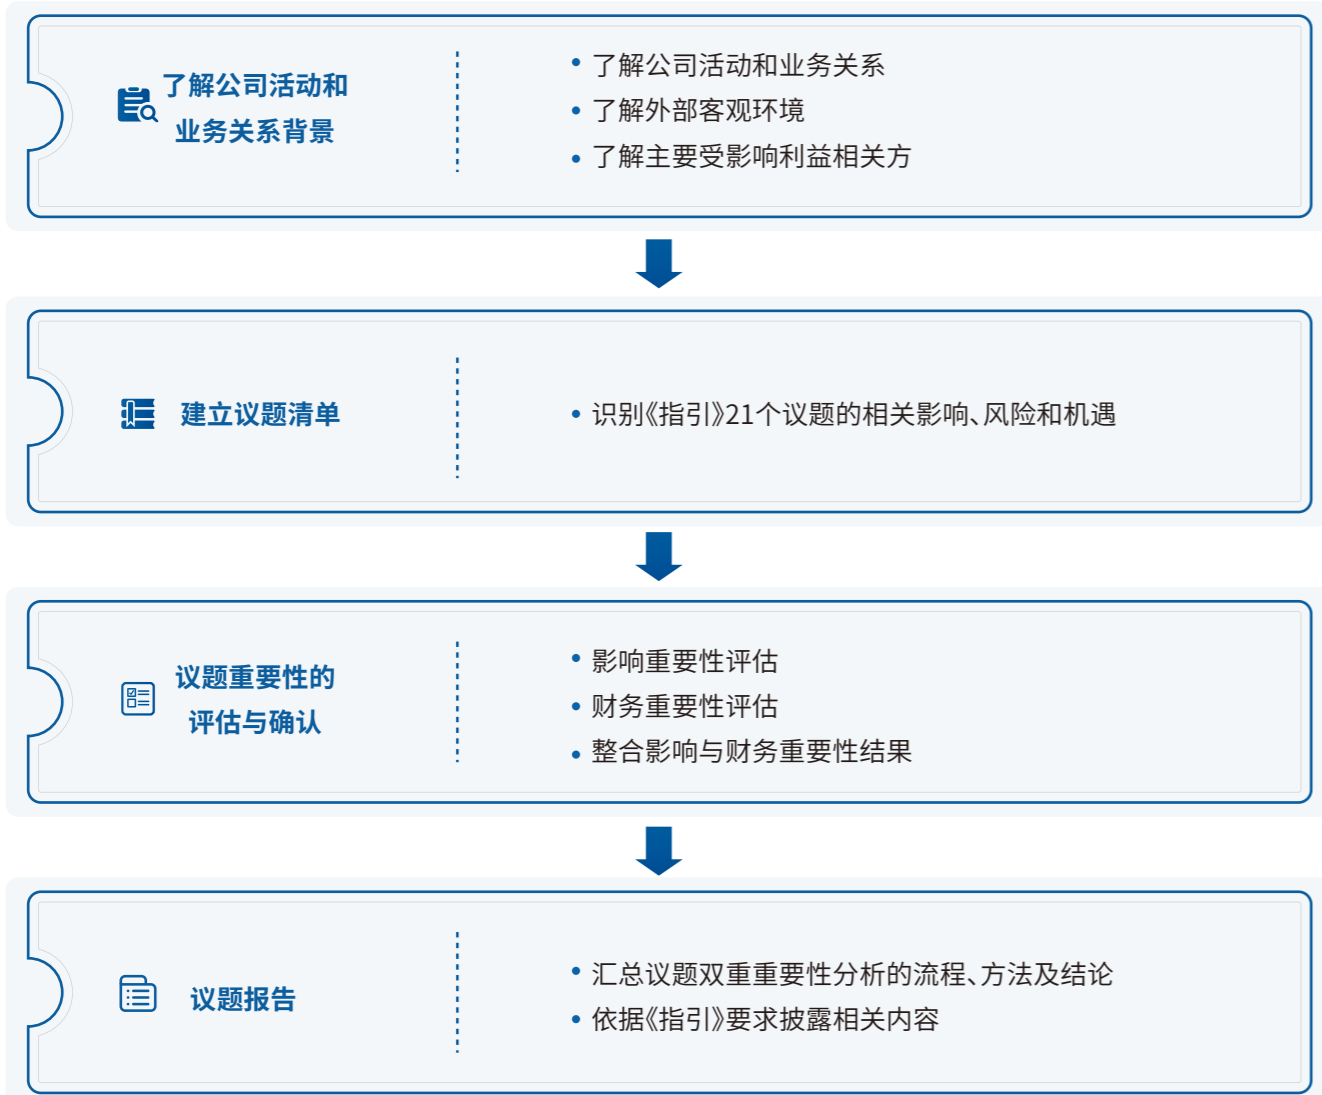 了解公司活动和
业务关系背景
• 了解公司活动和业务关系
• 了解外部客观环境
• 了解主要受影响利益相关方
建立议题清单
• 识别《指引》21个议题的相关影响、风险和机遇
议题重要性的
评估与确认
• 影响重要性评估
• 财务重要性评估
• 整合影响与财务重要性结果
议题报告
• 汇总议题双重重要性分析的流程、方法及结论
• 依据《指引》要求披露相关内容